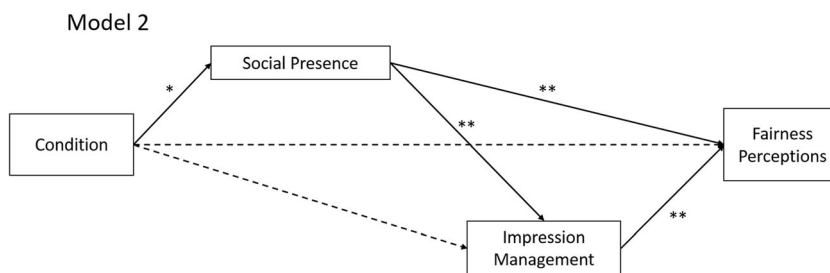 Model 2
Social Presence
*
**
**
Condition
Fairness
Perceptions
**
Impression
Management